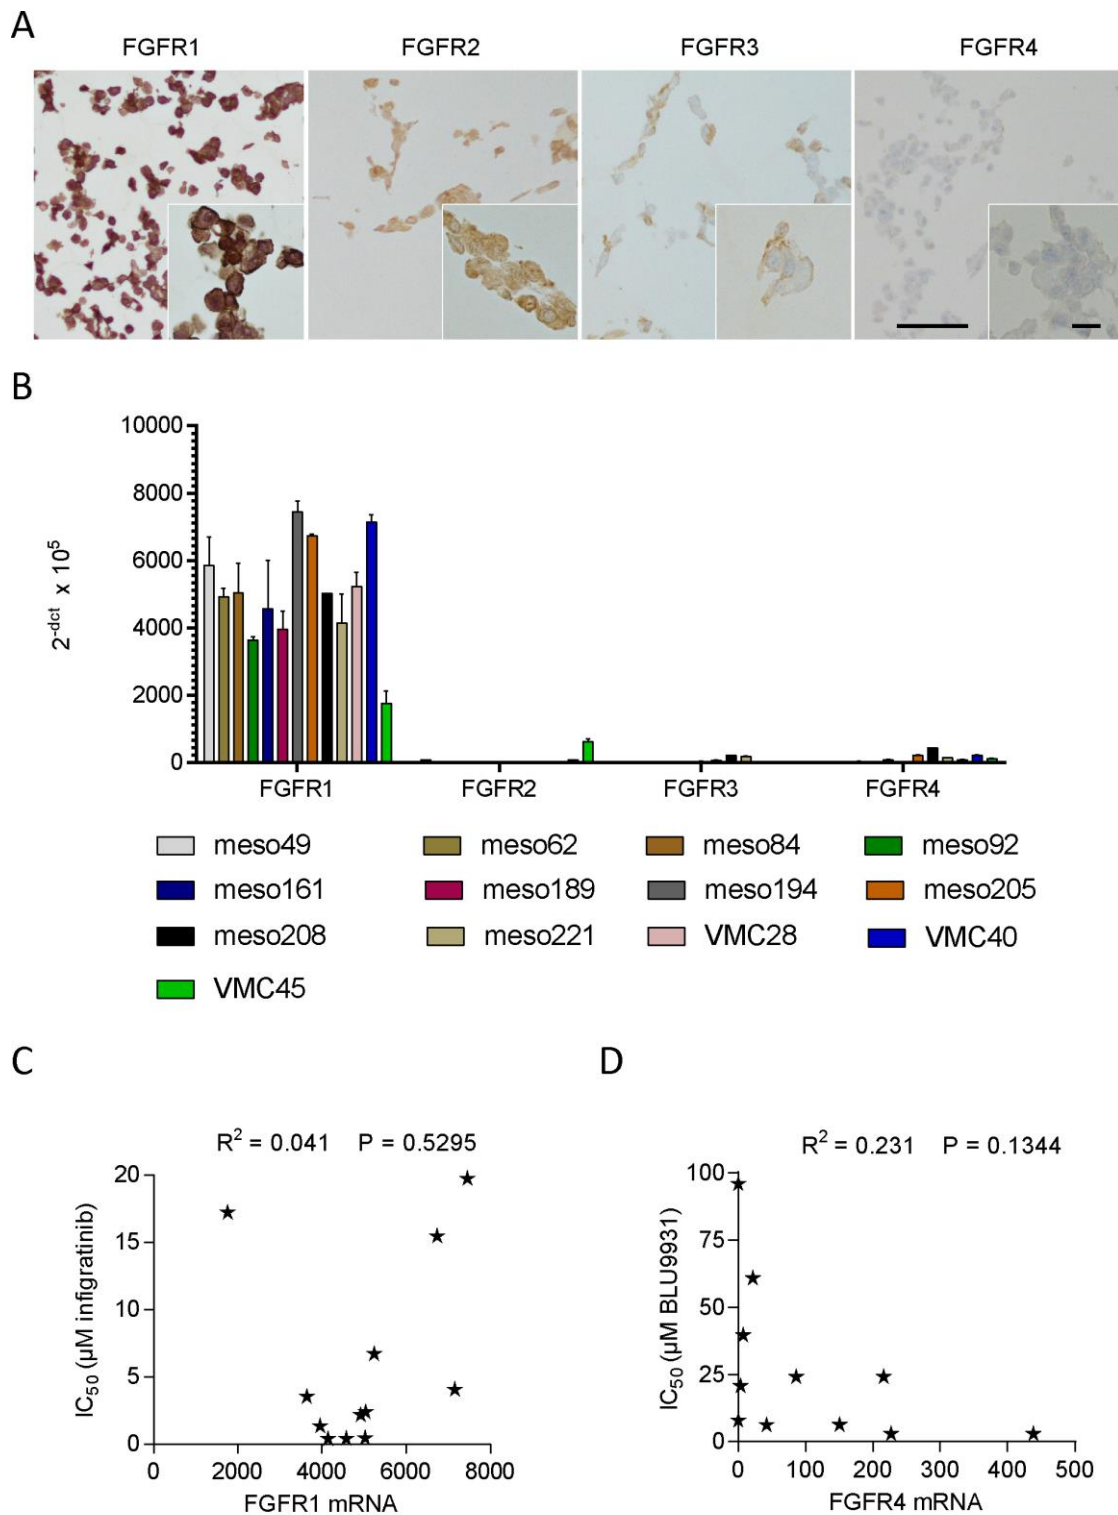 A
FGFR1 FGFR2 FGFR3 FGFR4
B
10000
8000
6000
4000
2000
0
2⁻ᵈᶜᵗ x 10⁵
FGFR1 FGFR2 FGFR3 FGFR4
meso49 meso62 meso84 meso92
meso161 meso189 meso194 meso205
meso208 meso221 VMC28 VMC40
VMC45
C
R² = 0.041 P = 0.5295
20
15
10
5
0
IC₅₀ (µM infigratinib)
0 2000 4000 6000 8000
FGFR1 mRNA
D
R² = 0.231 P = 0.1344
100
75
50
25
0
IC₅₀ (µM BLU9931)
0 100 200 300 400 500
FGFR4 mRNA